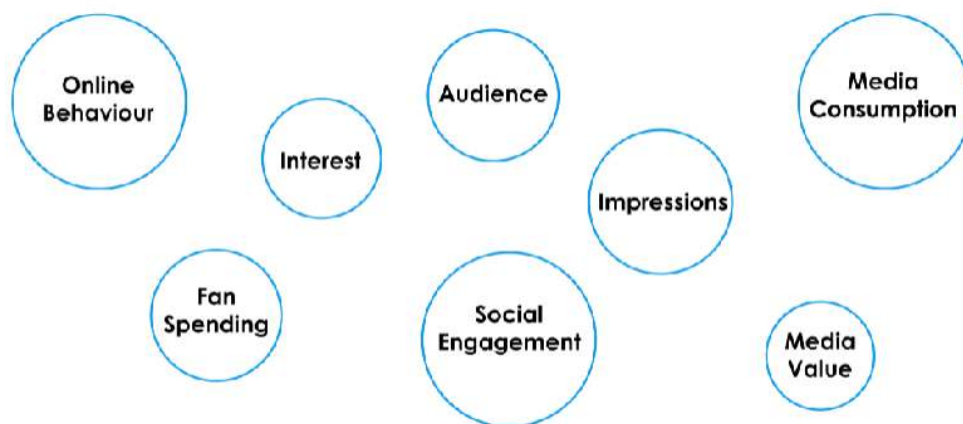 Online
Behaviour
Audience
Media
Consumption
Interest
Impressions
Fan
Spending
Social
Engagement
Media
Value